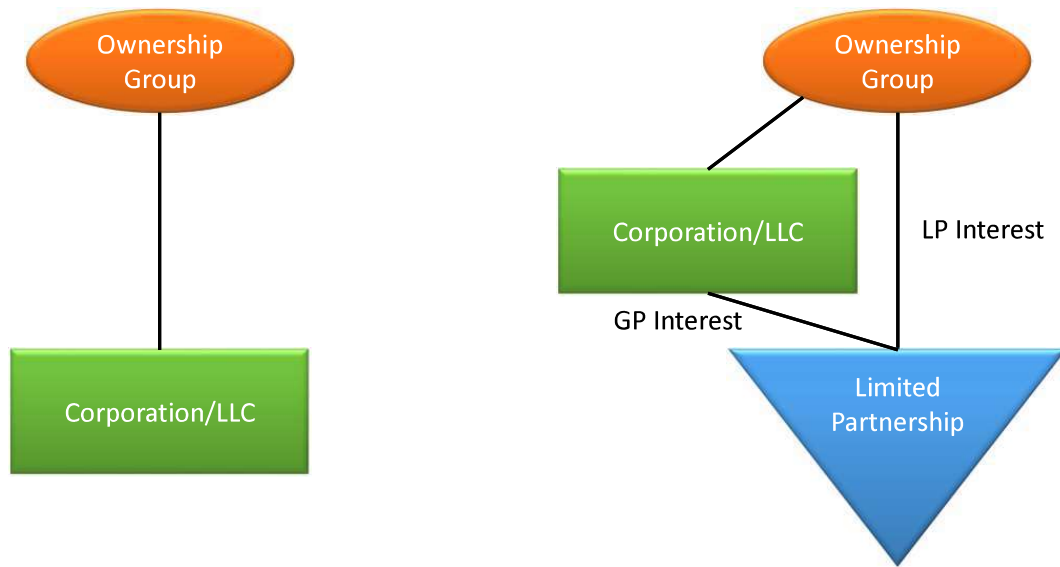 Ownership
Group
Corporation/LLC
Ownership
Group
Corporation/LLC
LP Interest
GP Interest
Limited
Partnership